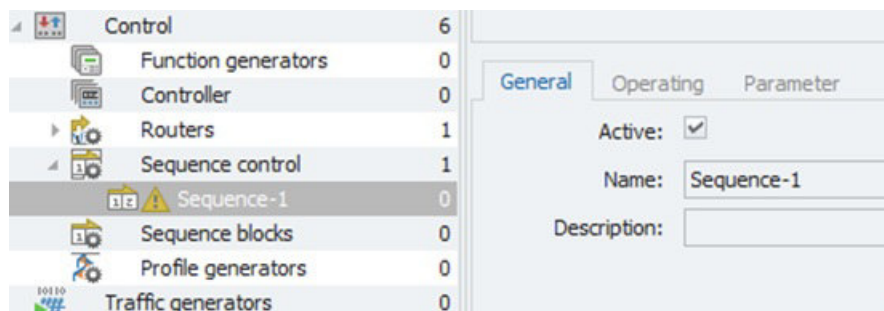 Control 6
Function generators 0
Controller 0
Routers 1
Sequence control 1
Sequence-1 0
Sequence blocks 0
Profile generators 0
Traffic generators 0
General Operating Parameter
Active:
Name: Sequence-1
Description: